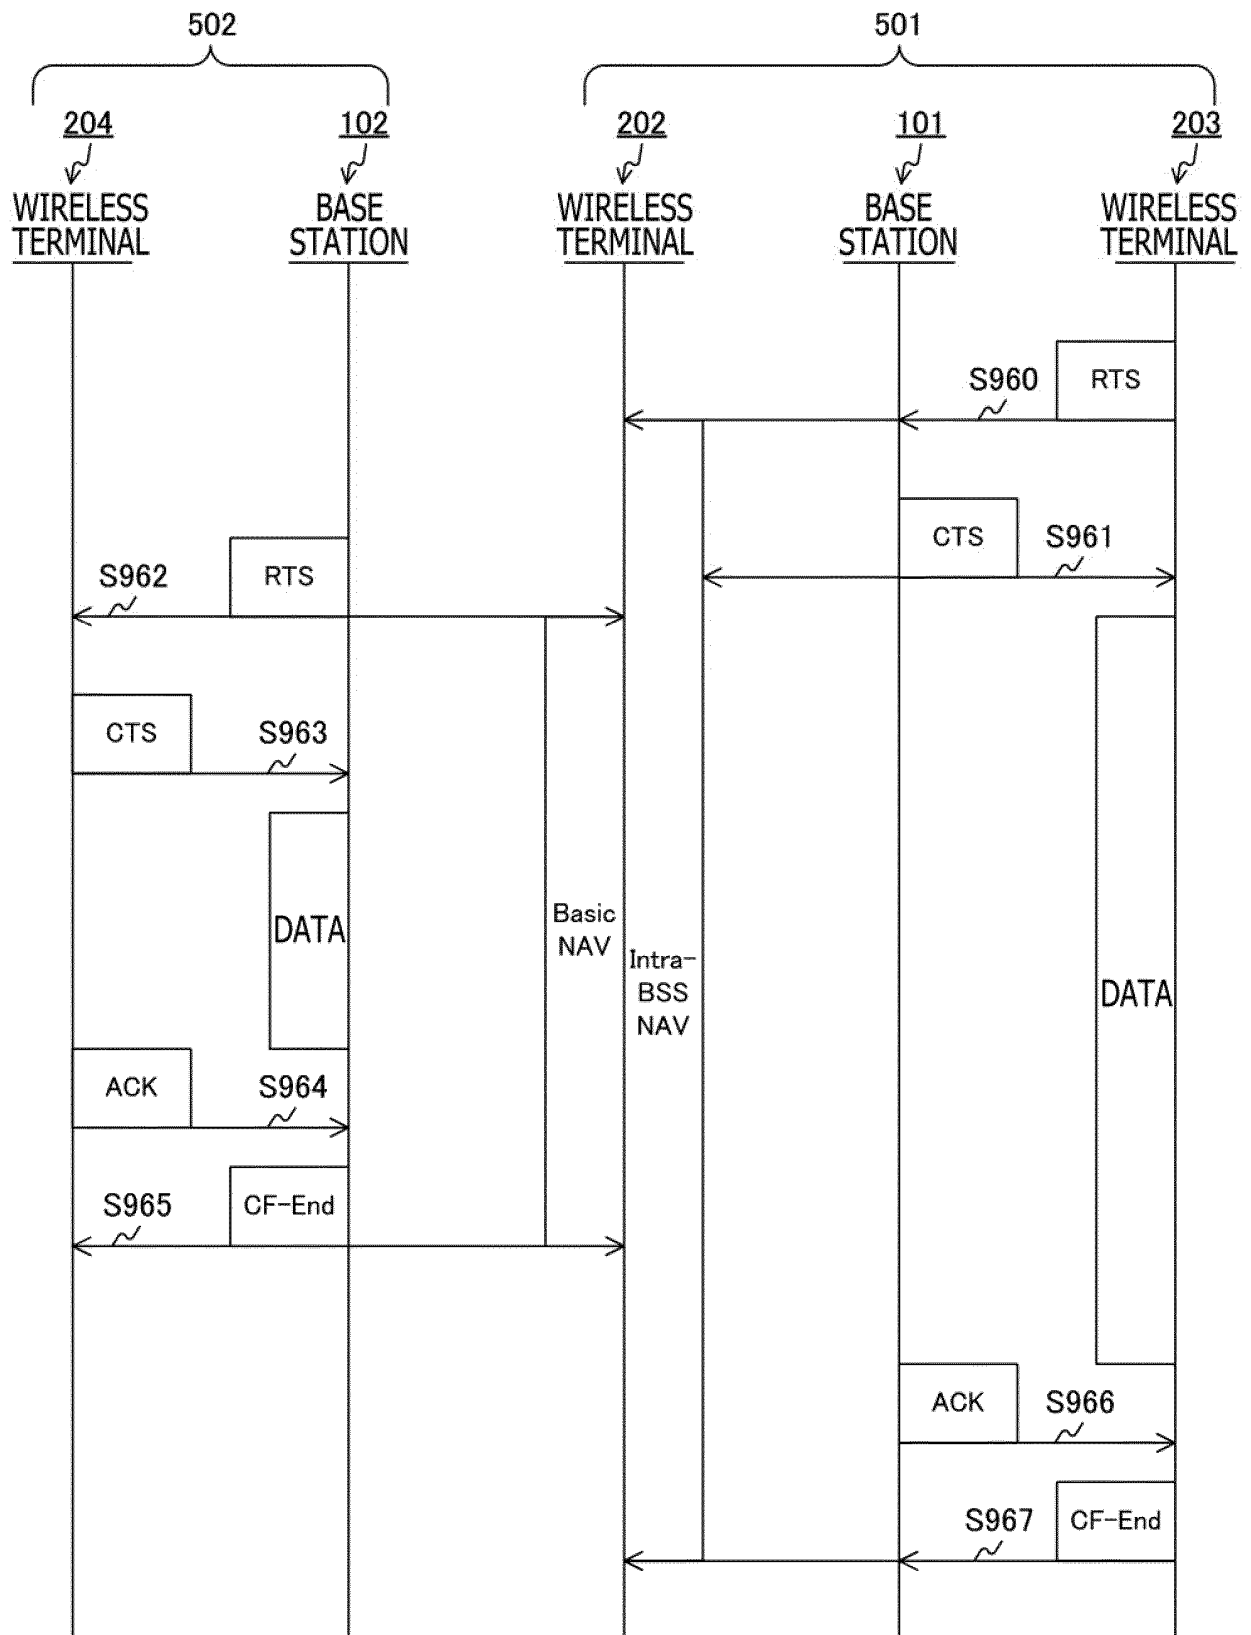 502
501
204
102
202
101
203
WIRELESS
TERMINAL
BASE
STATION
WIRELESS
TERMINAL
BASE
STATION
WIRELESS
TERMINAL
S960
RTS
CTS
S961
S962
RTS
CTS
S963
DATA
Basic
NAV
Intra-
BSS
NAV
DATA
ACK
S964
S965
CF-End
ACK
S966
S967
CF-End